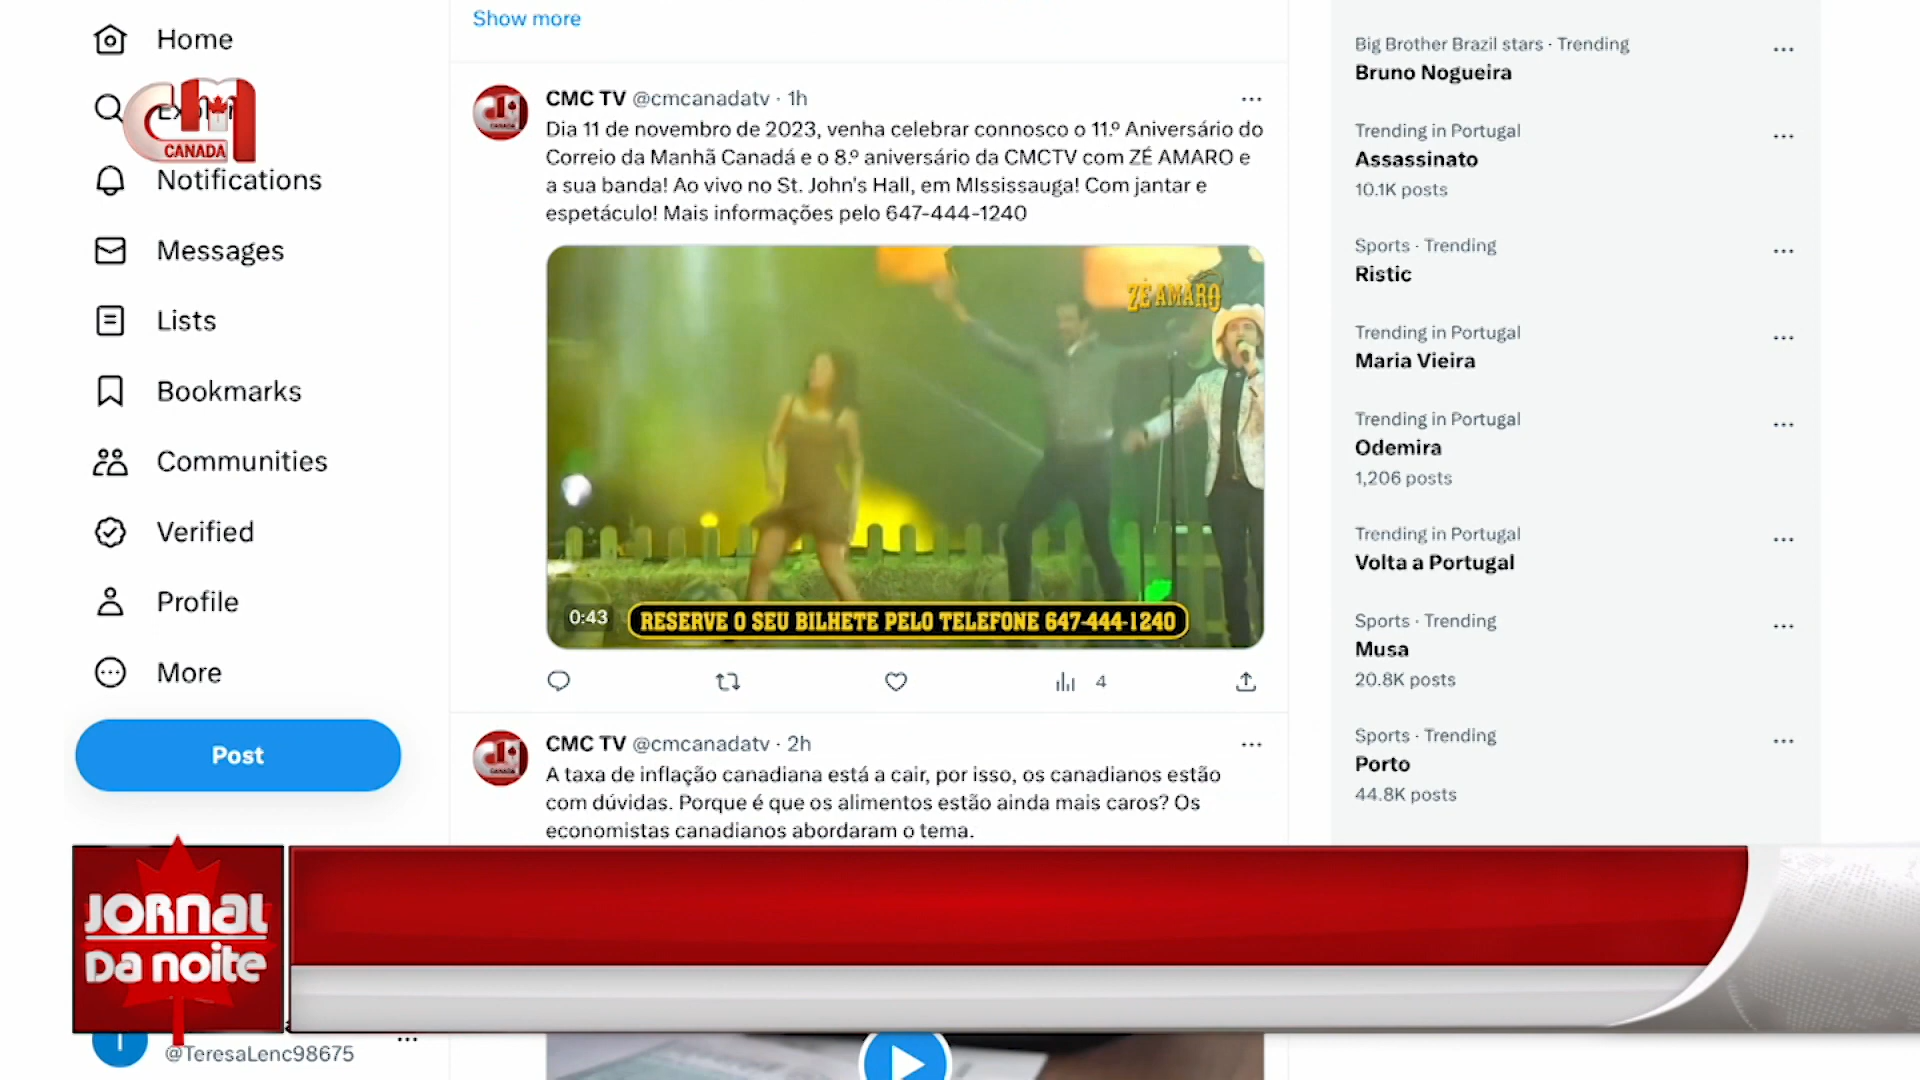 Home
Explor
CM
CANADA
Notifications
Messages
Lists
Bookmarks
Communities
Verified
Profile
More
Post
@TeresaLenc98675
Show more
CMC TV @cmcanadatv · 1h
Dia 11 de novembro de 2023, venha celebrar connosco o 11.º Aniversário do
Correio da Manhã Canadá e o 8.º aniversário da CMCTV com ZÉ AMARO e
a sua banda! Ao vivo no St. John's Hall, em MIssissauga! Com jantar e
espetáculo! Mais informações pelo 647-444-1240
ZÉ AMARO
0:43
RESERVE O SEU BILHETE PELO TELEFONE 647-444-1240
4
CMC TV @cmcanadatv · 2h
A taxa de inflação canadiana está a cair, por isso, os canadianos estão
com dúvidas. Porque é que os alimentos estão ainda mais caros? Os
economistas canadianos abordaram o tema.
Big Brother Brazil stars · Trending
Bruno Nogueira
Trending in Portugal
Assassinato
10.1K posts
Sports · Trending
Ristic
Trending in Portugal
Maria Vieira
Trending in Portugal
Odemira
1,206 posts
Trending in Portugal
Volta a Portugal
Sports · Trending
Musa
20.8K posts
Sports · Trending
Porto
44.8K posts
JORNAL
DA NOITE